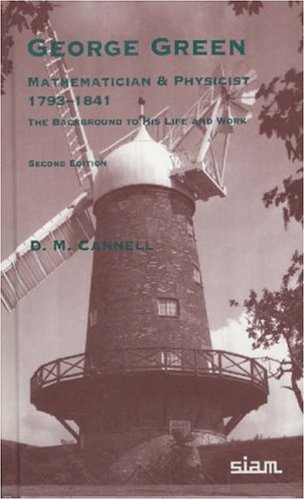 GEORGE GREEN
MATHEMATICIAN & PHYSICIST
1793–1841
THE BACKGROUND TO HIS LIFE AND WORK
SECOND EDITION
D. M. CANNELL
siam